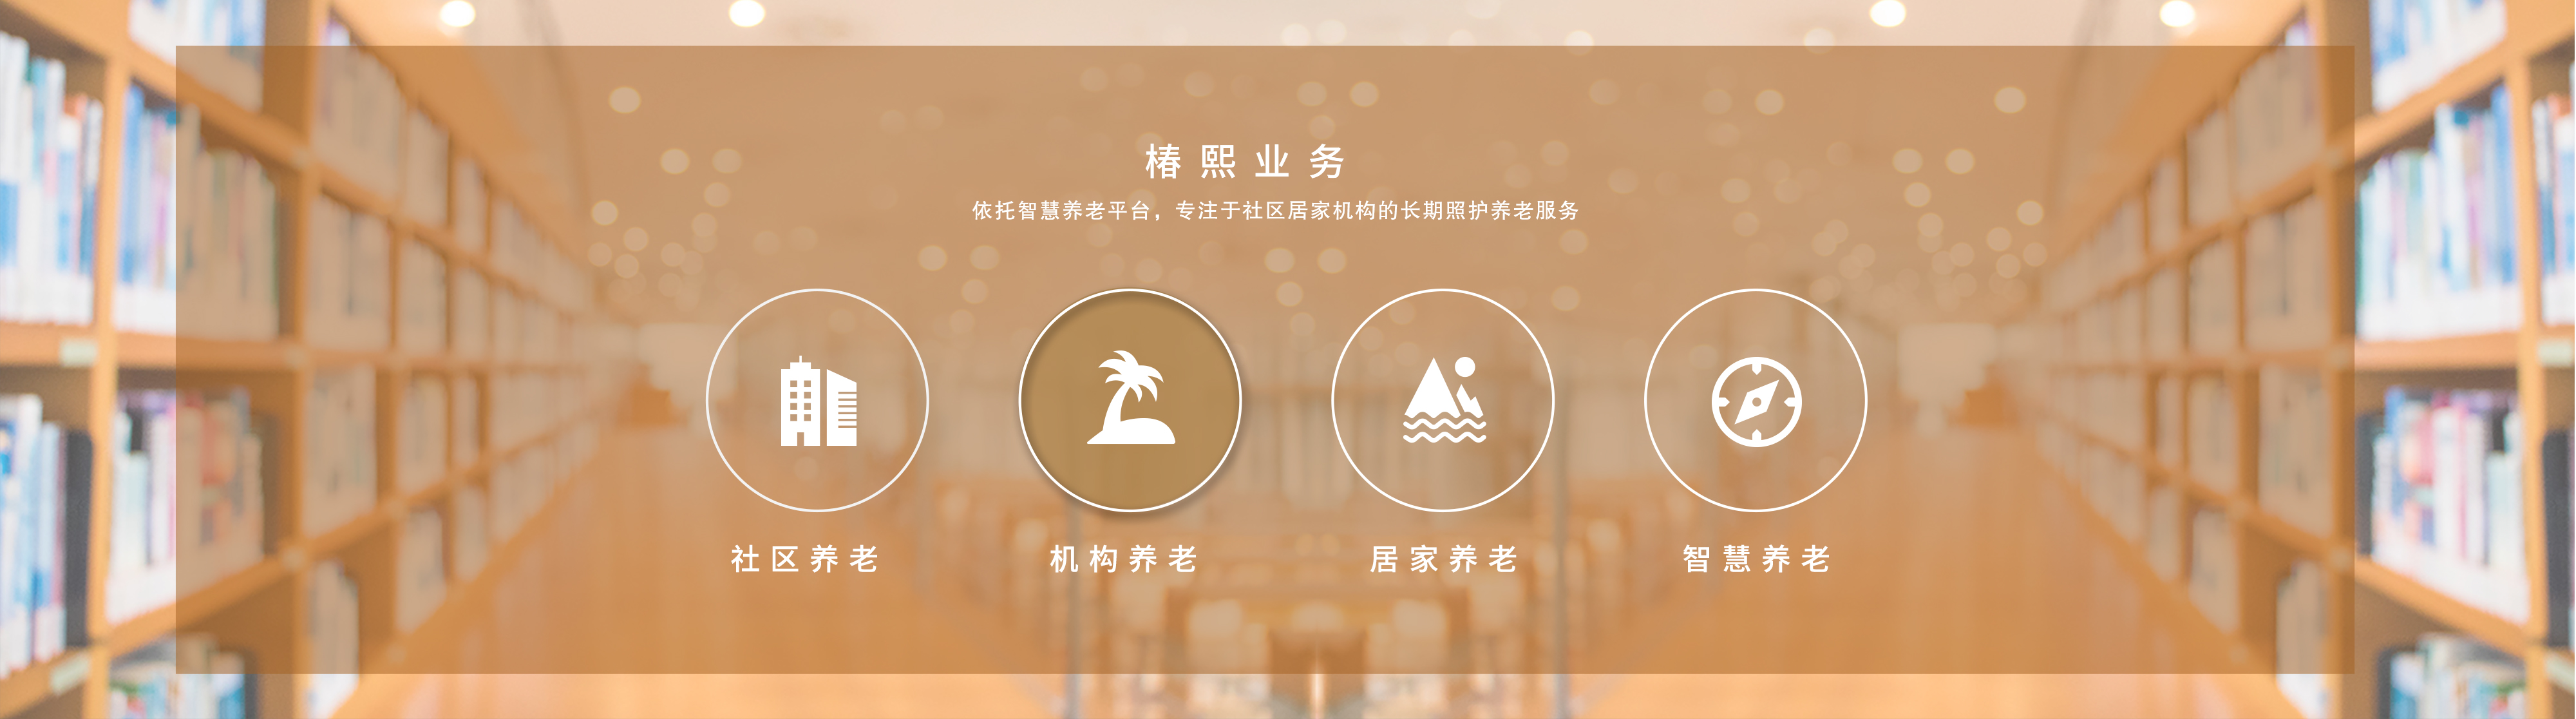 椿熙业务
依托智慧养老平台，专注于社区居家机构的长期照护养老服务
社区养老
机构养老
居家养老
智慧养老